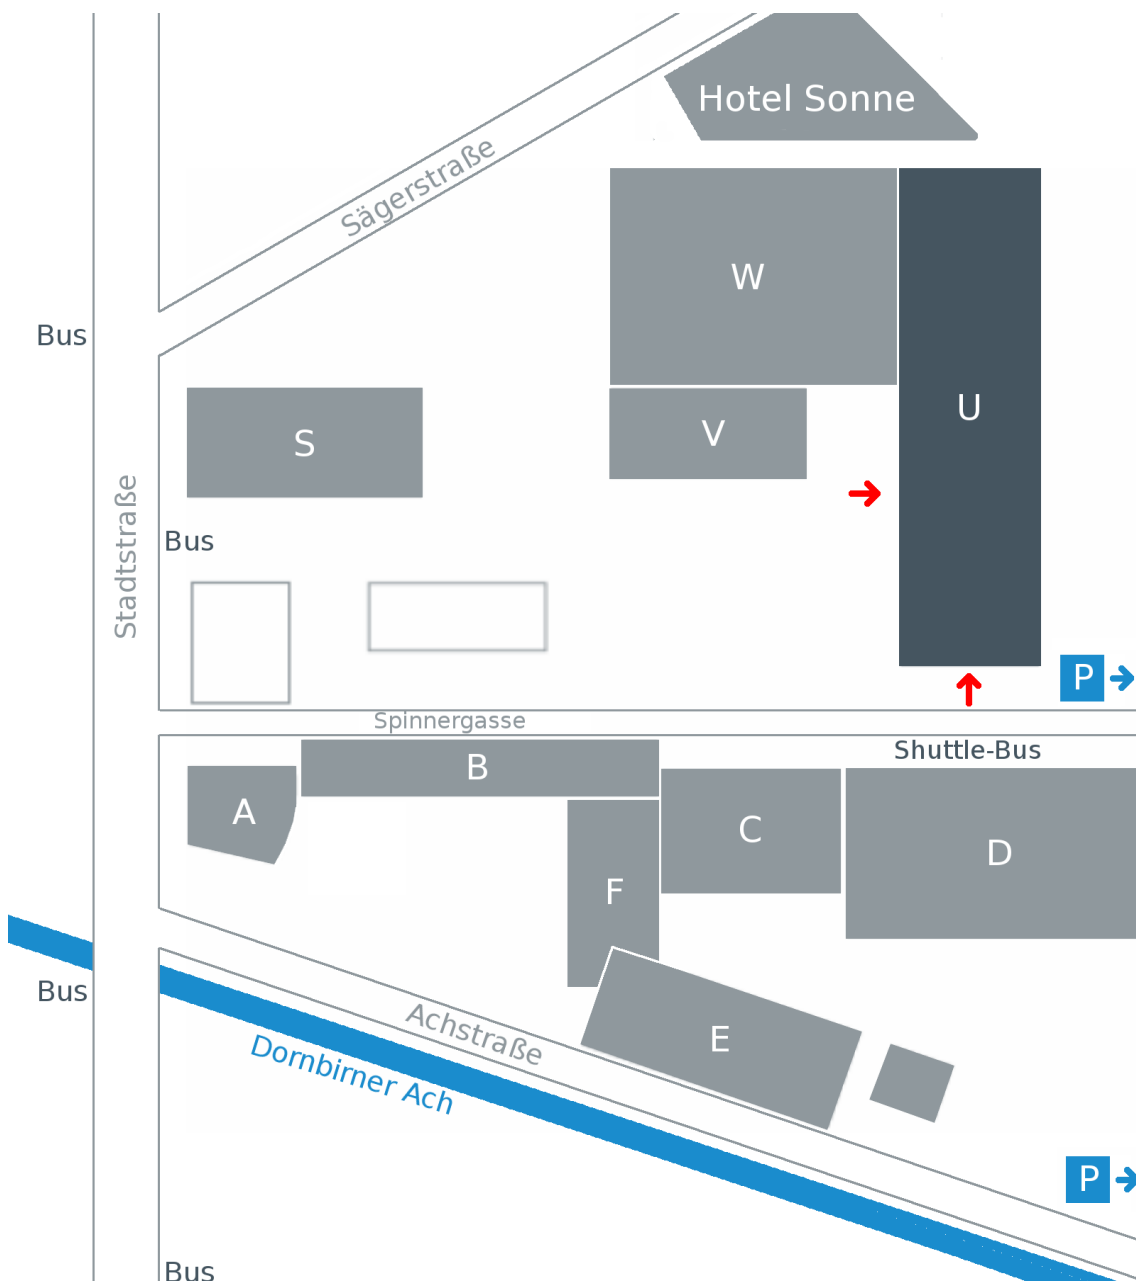 Hotel Sonne
Sägerstraße
W
Bus
U
V
S
Stadtstraße
Bus
P
Spinnergasse
Shuttle-Bus
B
A
C
D
F
Bus
Achstraße
E
Dornbirner Ach
P
Bus